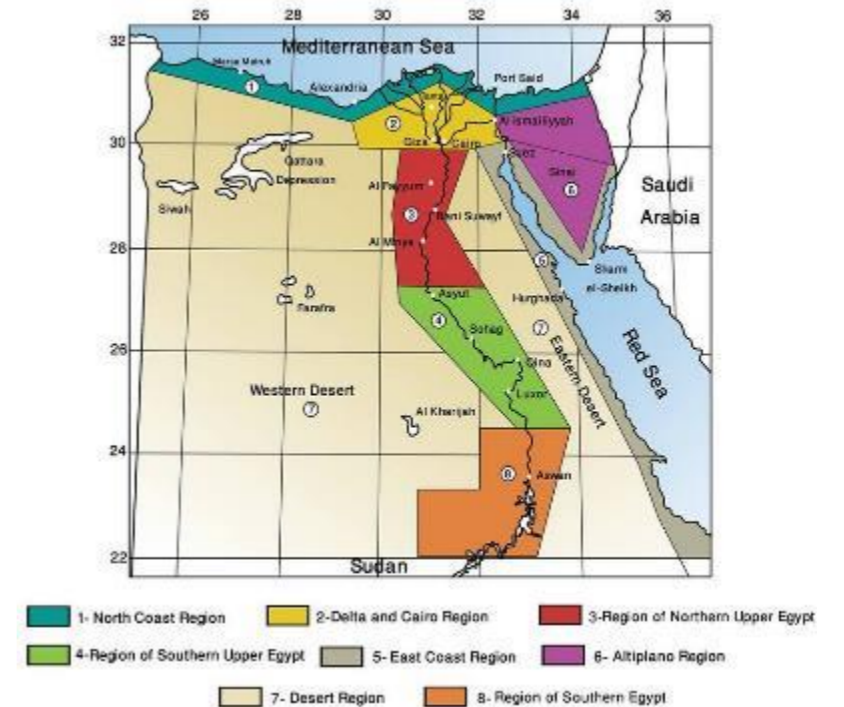 26 28 30 32 34 36
32
Mediterranean Sea
Marsa Matruh
Port Said
1
Alexandria
Al Ismailiyyah
2
30
Giza Cairo
Suez
Qattara
Depression
Sinai
6
Al Fayyum
Saudi
Arabia
Siwah
3
Bani Suwayf
Al Minya
28
5
Sharm
el-Sheikh
Asyut
Hurghada
Farafra
4
7
Sohag
26
Qina
Eastern Desert
Red Sea
Western Desert
7
Luxor
Al Kharijah
24
8
Aswan
22
Sudan
1- North Coast Region
2-Delta and Cairo Region
3-Region of Northern Upper Egypt
4-Region of Southern Upper Egypt
5- East Coast Region
6- Altiplano Region
7- Desert Region
8- Region of Southern Egypt